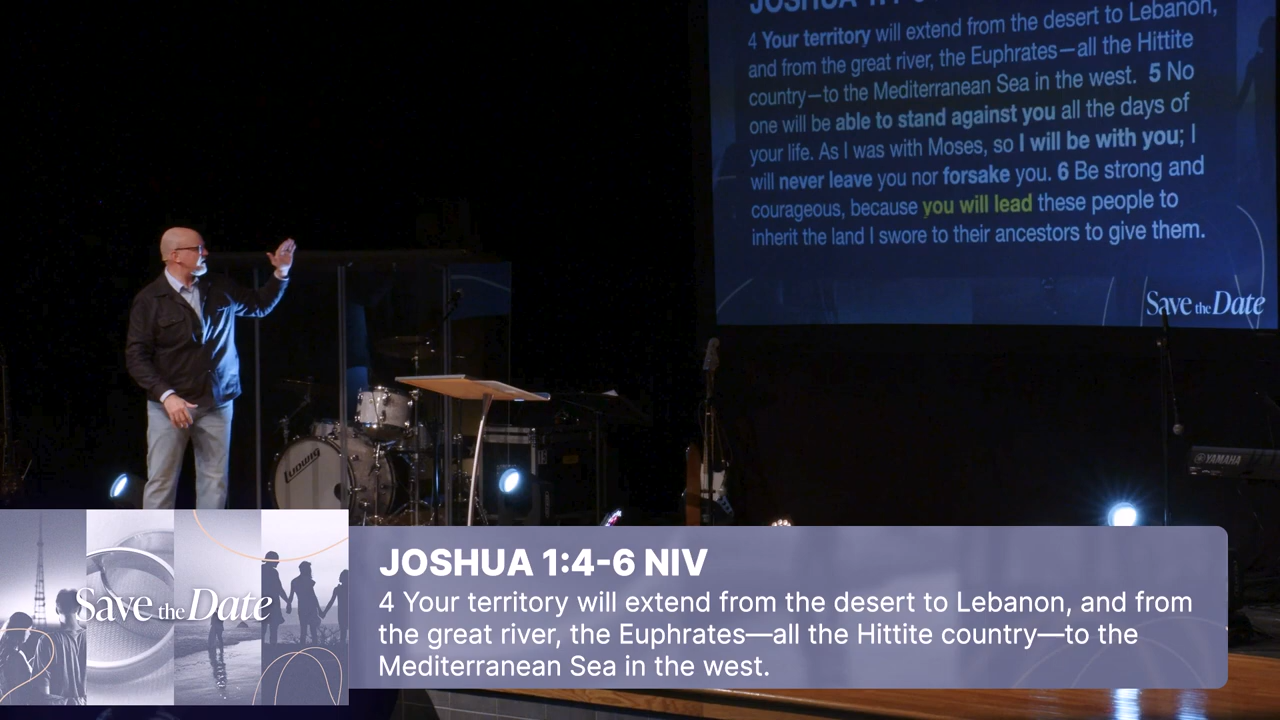 4 Your territory will extend from the desert to Lebanon,
and from the great river, the Euphrates—all the Hittite
country—to the Mediterranean Sea in the west. 5 No
one will be able to stand against you all the days of
your life. As I was with Moses, so I will be with you; I
will never leave you nor forsake you. 6 Be strong and
courageous, because you will lead these people to
inherit the land I swore to their ancestors to give them.
Save the Date
LUDWIG
YAMAHA
Save the Date
JOSHUA 1:4-6 NIV
4 Your territory will extend from the desert to Lebanon, and from
the great river, the Euphrates—all the Hittite country—to the
Mediterranean Sea in the west.